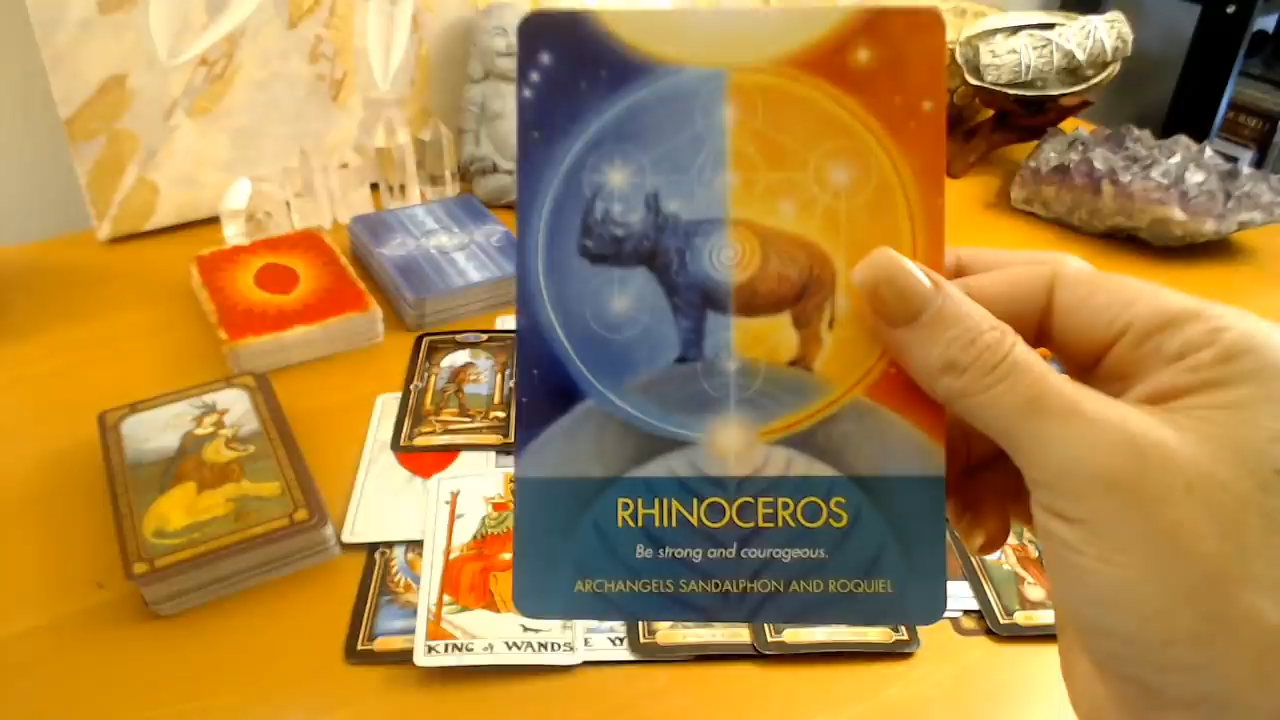 RHINOCEROS
Be strong and courageous.
ARCHANGELS SANDALPHON AND ROQUIEL
KING of WANDS